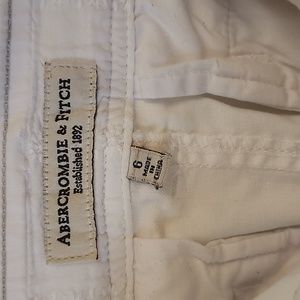 ABERCROMBIE & FITCH
Established 1892
6
MADE
IN
CHINA